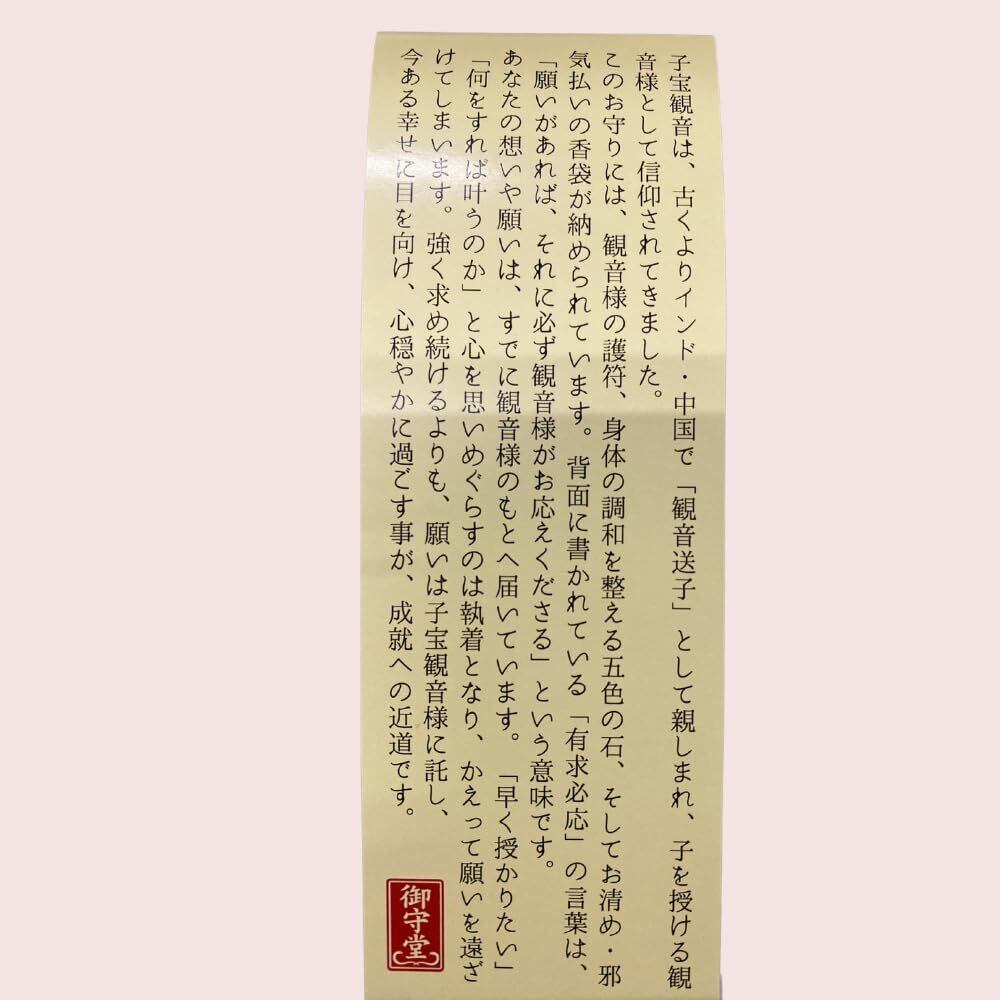 子宝観音は、古くよりインド・中国で「観音送子」として親しまれ、子を授ける観
音様として信仰されてきました。
このお守りには、観音様の護符、身体の調和を整える五色の石、そしてお清め・邪
気払いの香袋が納められています。背面に書かれている「有求必応」の言葉は、
「願いがあれば、それに必ず観音様がお応えくださる」という意味です。
あなたの想いや願いは、すでに観音様のもとへ届いています。「早く授かりたい」
「何をすれば叶うのか」と心を思いめぐらすのは執着となり、かえって願いを遠ざ
けてしまいます。強く求め続けるよりも、願いは子宝観音様に託し、
今ある幸せに目を向け、心穏やかに過ごす事が、成就への近道です。
御守堂